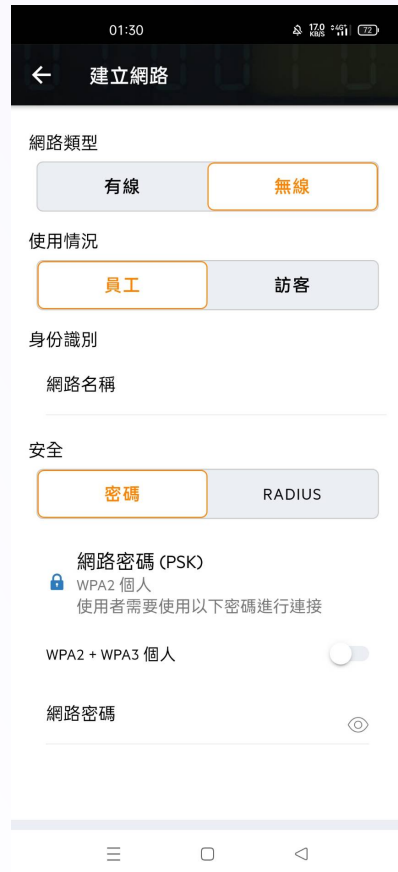 01:30
17.0 KB/S 4G 72
建立網路
網路類型
有線 無線
使用情況
員工 訪客
身份識別
網路名稱
安全
密碼 RADIUS
網路密碼 (PSK)
WPA2 個人
使用者需要使用以下密碼進行連接
WPA2 + WPA3 個人
網路密碼